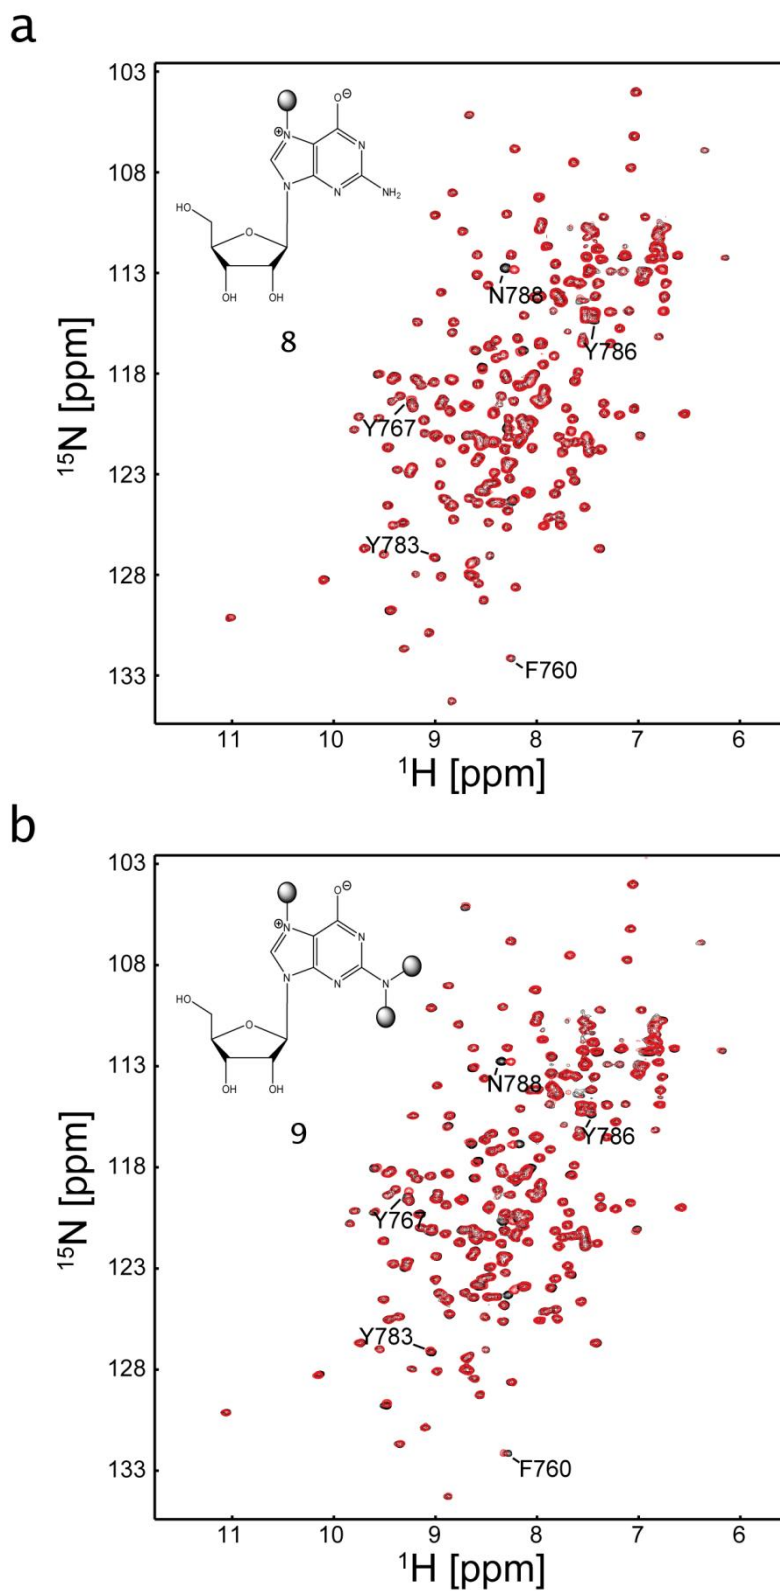 a
103
108
113
118
123
128
133
15N [ppm]
O⊖
⊕N
N
N
N
NH2
HO
O
OH
OH
8
N788
Y786
Y767
Y783
F760
11
10
9
8
7
6
1H [ppm]
b
103
108
113
118
123
128
133
15N [ppm]
O⊖
⊕N
N
N
N
N
HO
O
OH
OH
9
N788
Y786
Y767
Y783
F760
11
10
9
8
7
6
1H [ppm]